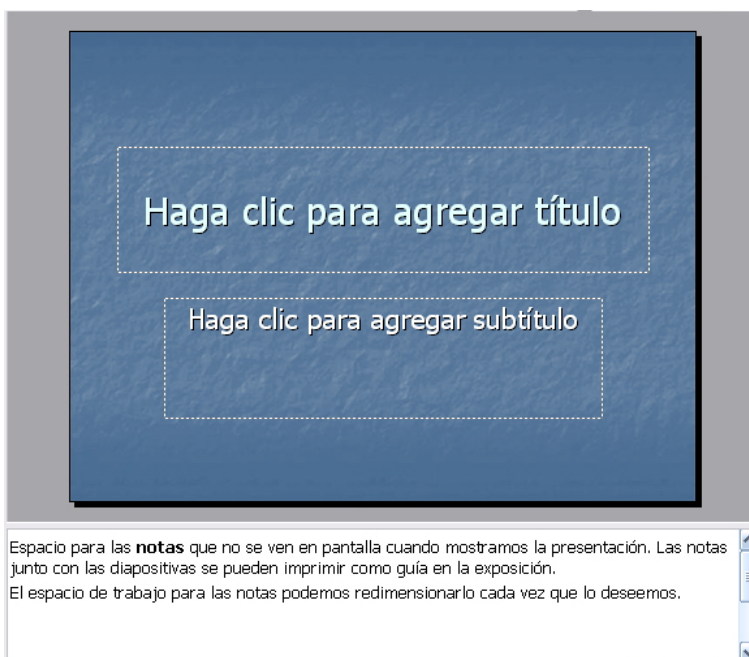 Haga clic para agregar título
Haga clic para agregar subtítulo
Espacio para las notas que no se ven en pantalla cuando mostramos la presentación. Las notas
junto con las diapositivas se pueden imprimir como guía en la exposición.
El espacio de trabajo para las notas podemos redimensionarlo cada vez que lo deseemos.